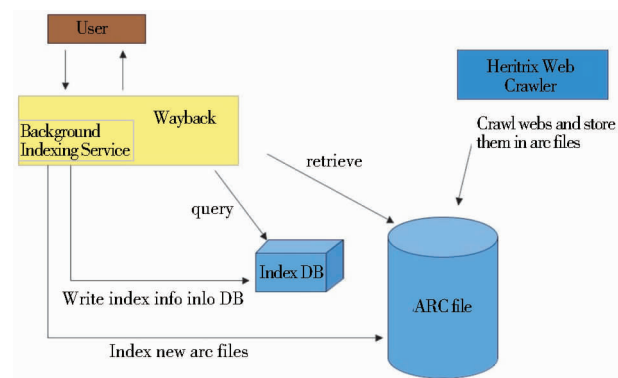 User
Heritrix Web
Crawler
Wayback
Background
Indexing Service
Crawl webs and store
them in arc files
retrieve
query
Index DB
Write index info inlo DB
ARC file
Index new arc files